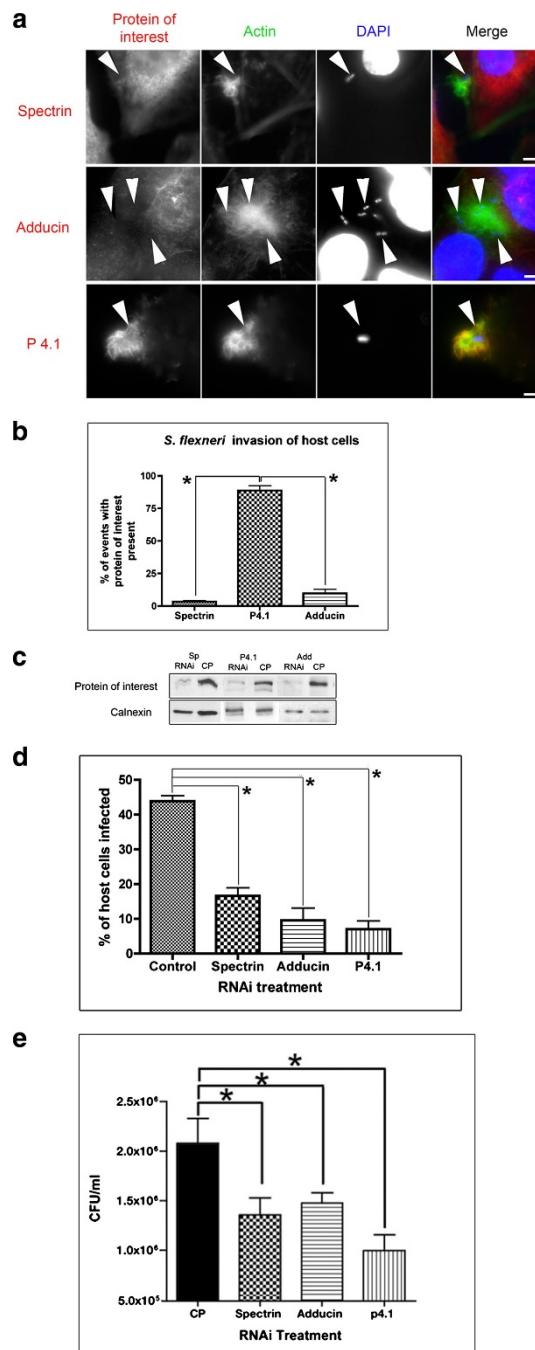 a
Protein of interest
Actin
DAPI
Merge
Spectrin
Adducin
P 4.1
b
S. flexneri invasion of host cells
% of events with protein of interest present
100
75
50
25
0
*
*
Spectrin
P4.1
Adducin
c
Sp
P4.1
Add
RNAi CP RNAi CP RNAi CP
Protein of interest
Calnexin
d
% of host cells infected
50
40
30
20
10
0
*
*
*
Control
Spectrin
Adducin
P4.1
RNAi treatment
e
CFU/ml
2.5x10⁶
2.0x10⁶
1.5x10⁶
1.0x10⁶
5.0x10⁵
*
*
*
CP
Spectrin
Adducin
p4.1
RNAi Treatment